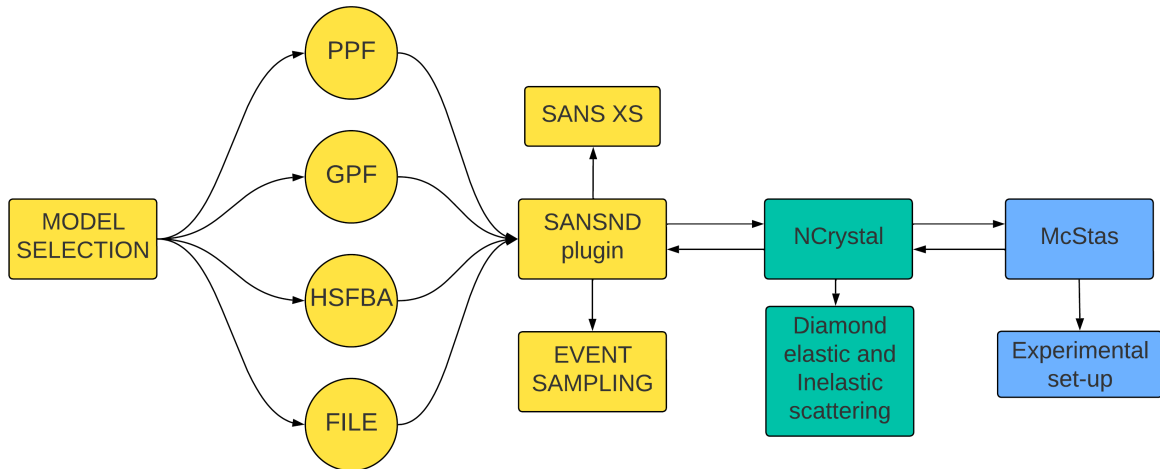 PPF
GPF
HSFBA
FILE
MODEL
SELECTION
SANS XS
SANSND
plugin
EVENT
SAMPLING
NCrystal
Diamond
elastic and
Inelastic
scattering
McStas
Experimental
set-up